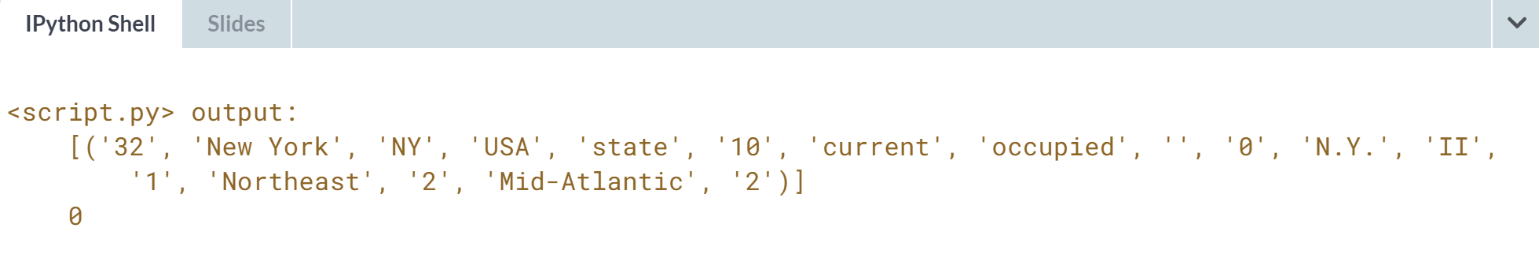 IPython Shell Slides
<script.py> output:
[('32', 'New York', 'NY', 'USA', 'state', '10', 'current', 'occupied', '', '0', 'N.Y.', 'II',
'1', 'Northeast', '2', 'Mid-Atlantic', '2')]
0